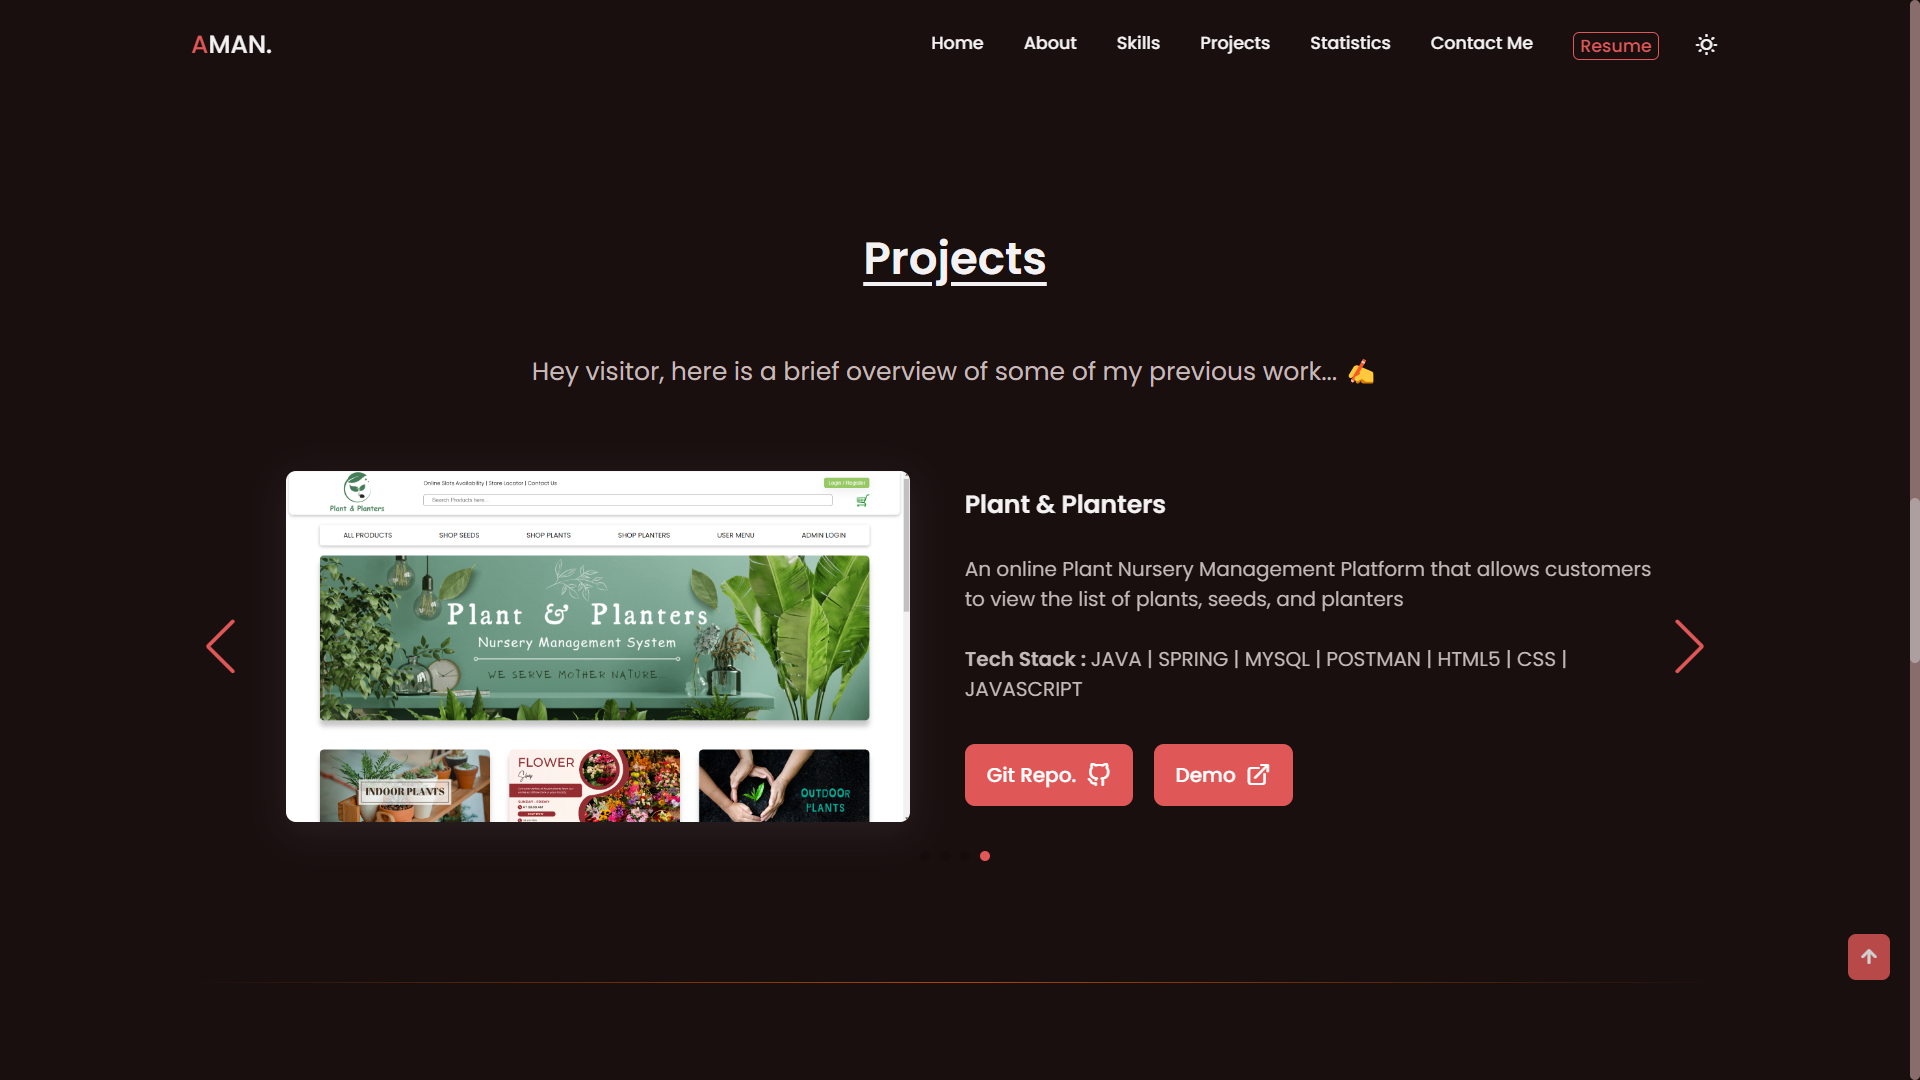 AMAN.
Home About Skills Projects Statistics Contact Me Resume
Projects
Hey visitor, here is a brief overview of some of my previous work... ✍
Plant & Planters
Online Slots Availability | Store Locator | Contact Us
Login / Register
Search Products here...
ALL PRODUCTS SHOP SEEDS SHOP PLANTS SHOP PLANTERS USER MENU ADMIN LOGIN
Plant & Planters
Nursery Management System
WE SERVE MOTHER NATURE
INDOOR PLANTS
FLOWER
Shop
OUTDOOR
PLANTS
Plant & Planters
An online Plant Nursery Management Platform that allows customers
to view the list of plants, seeds, and planters
Tech Stack : JAVA | SPRING | MYSQL | POSTMAN | HTML5 | CSS |
JAVASCRIPT
Git Repo. Demo